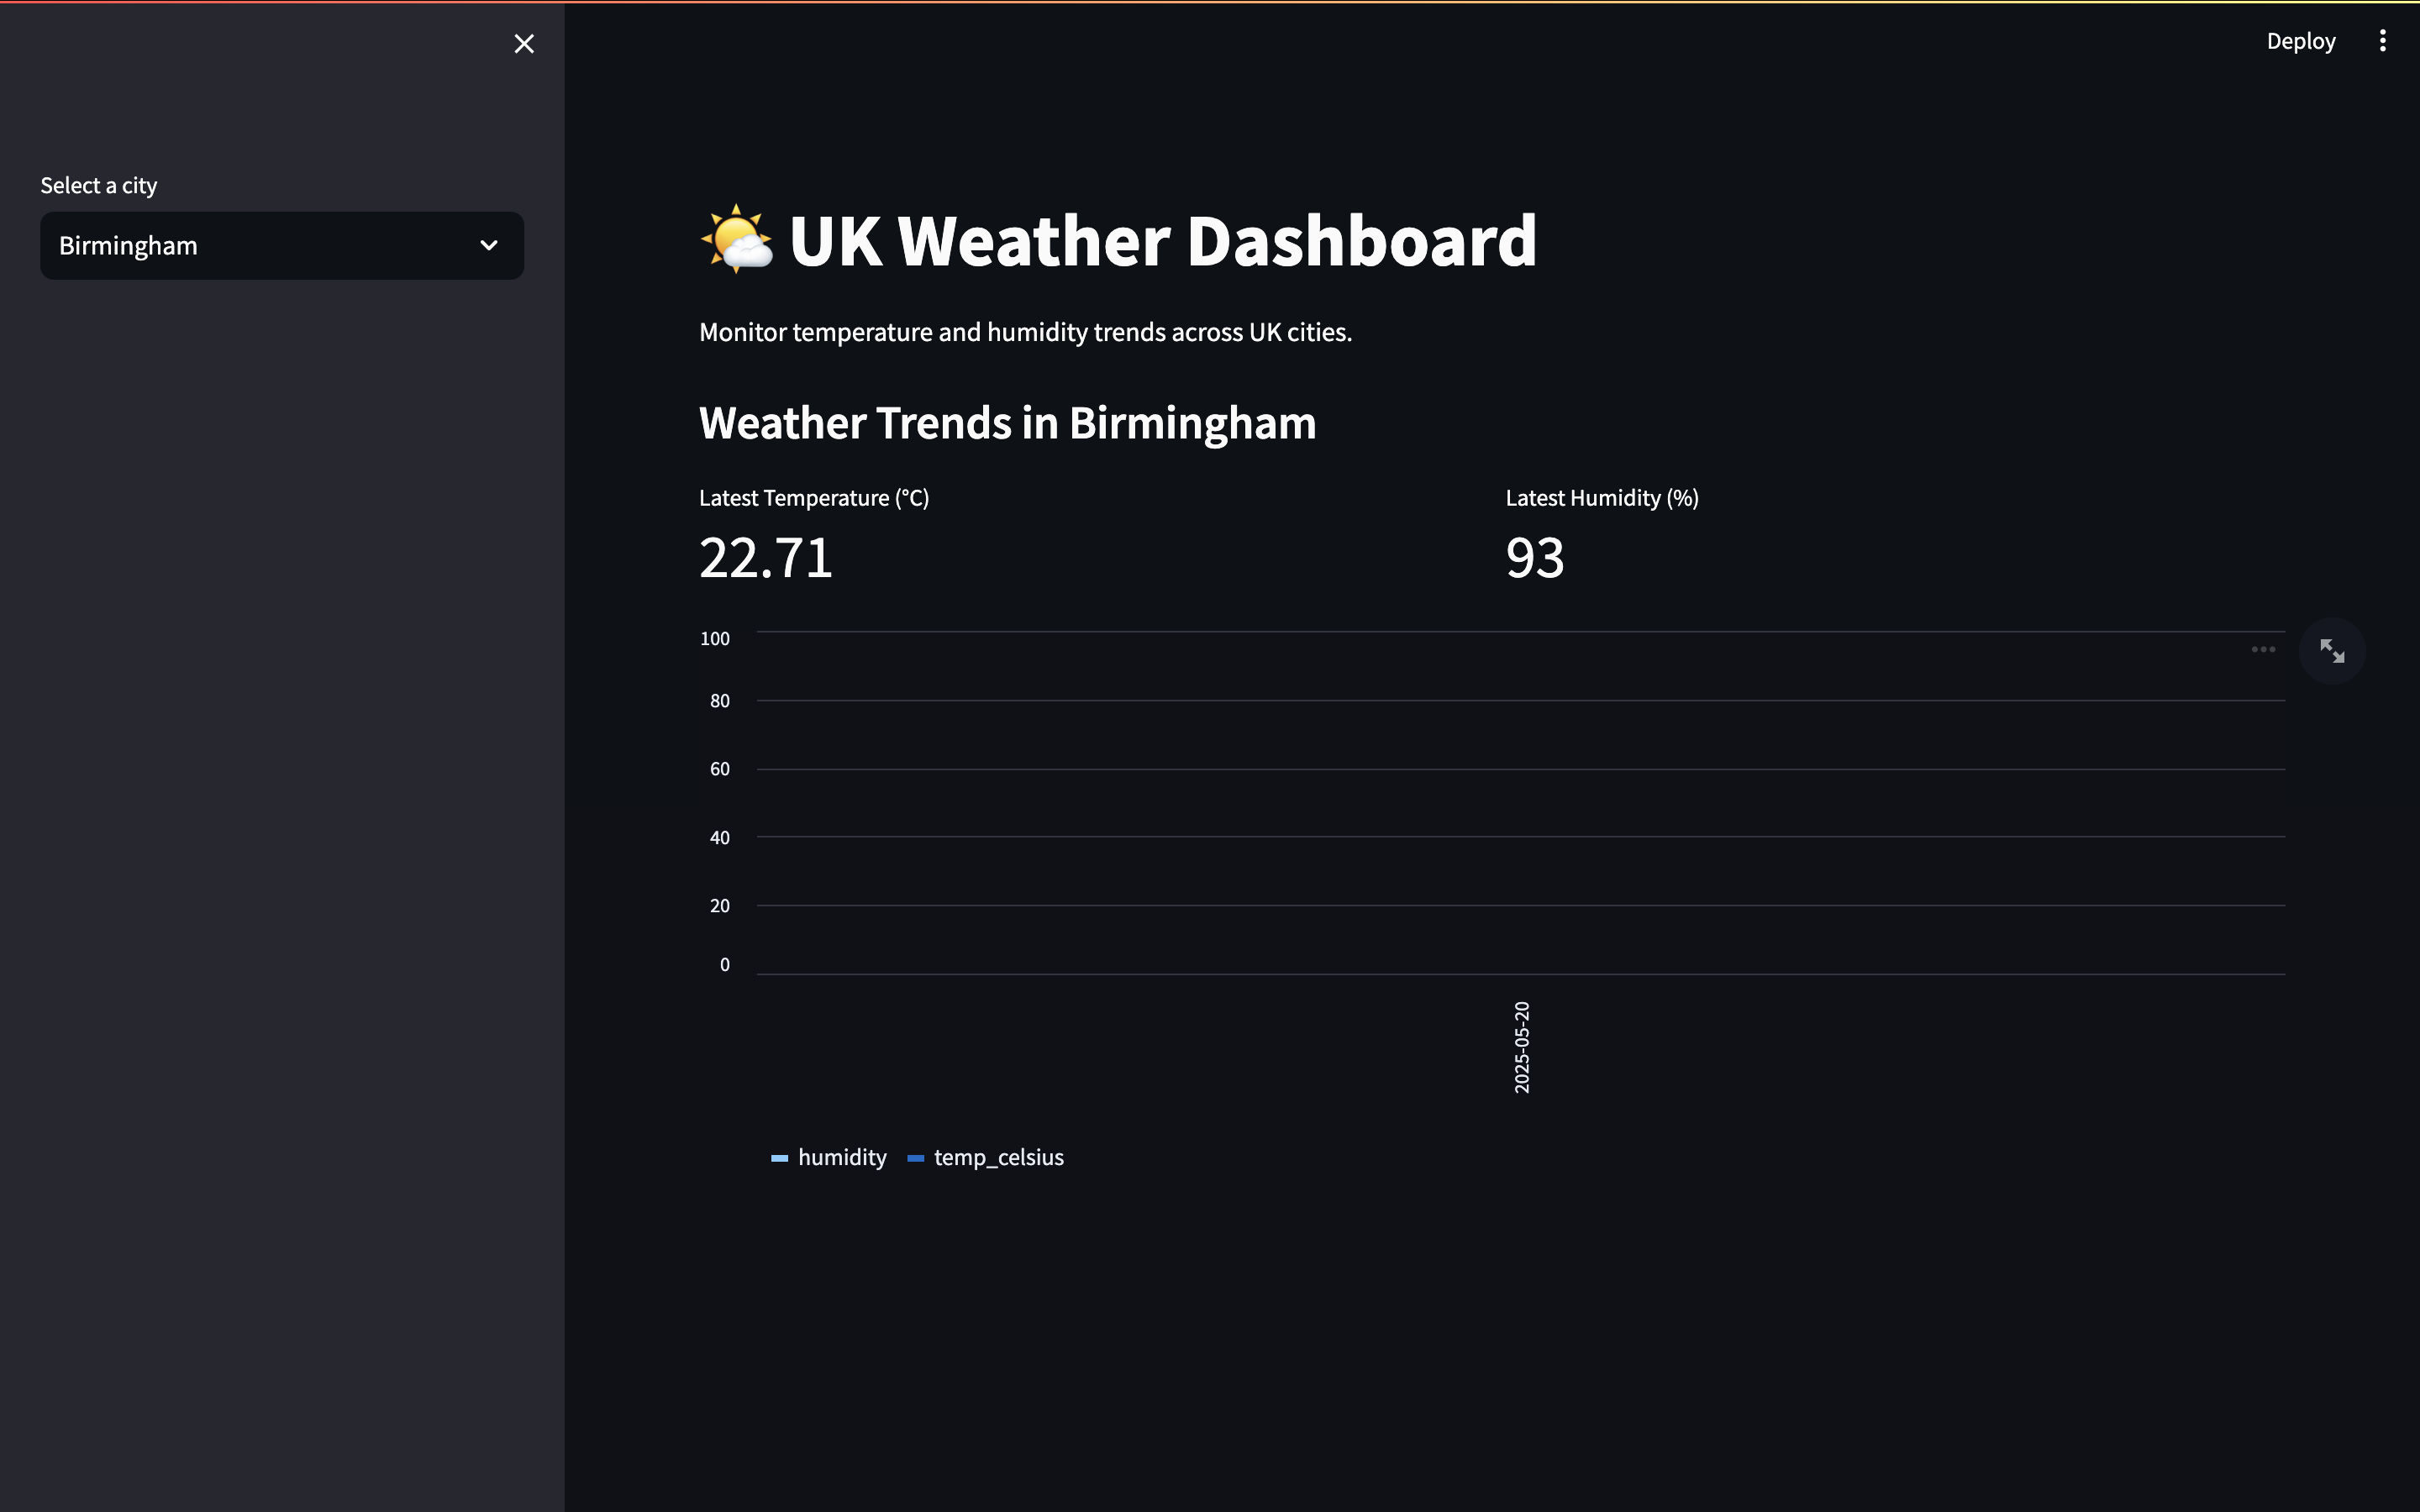 Deploy
Select a city
Birmingham
UK Weather Dashboard
Monitor temperature and humidity trends across UK cities.
Weather Trends in Birmingham
Latest Temperature (°C)
22.71
Latest Humidity (%)
93
100
80
60
40
20
0
2025-05-20
humidity temp_celsius